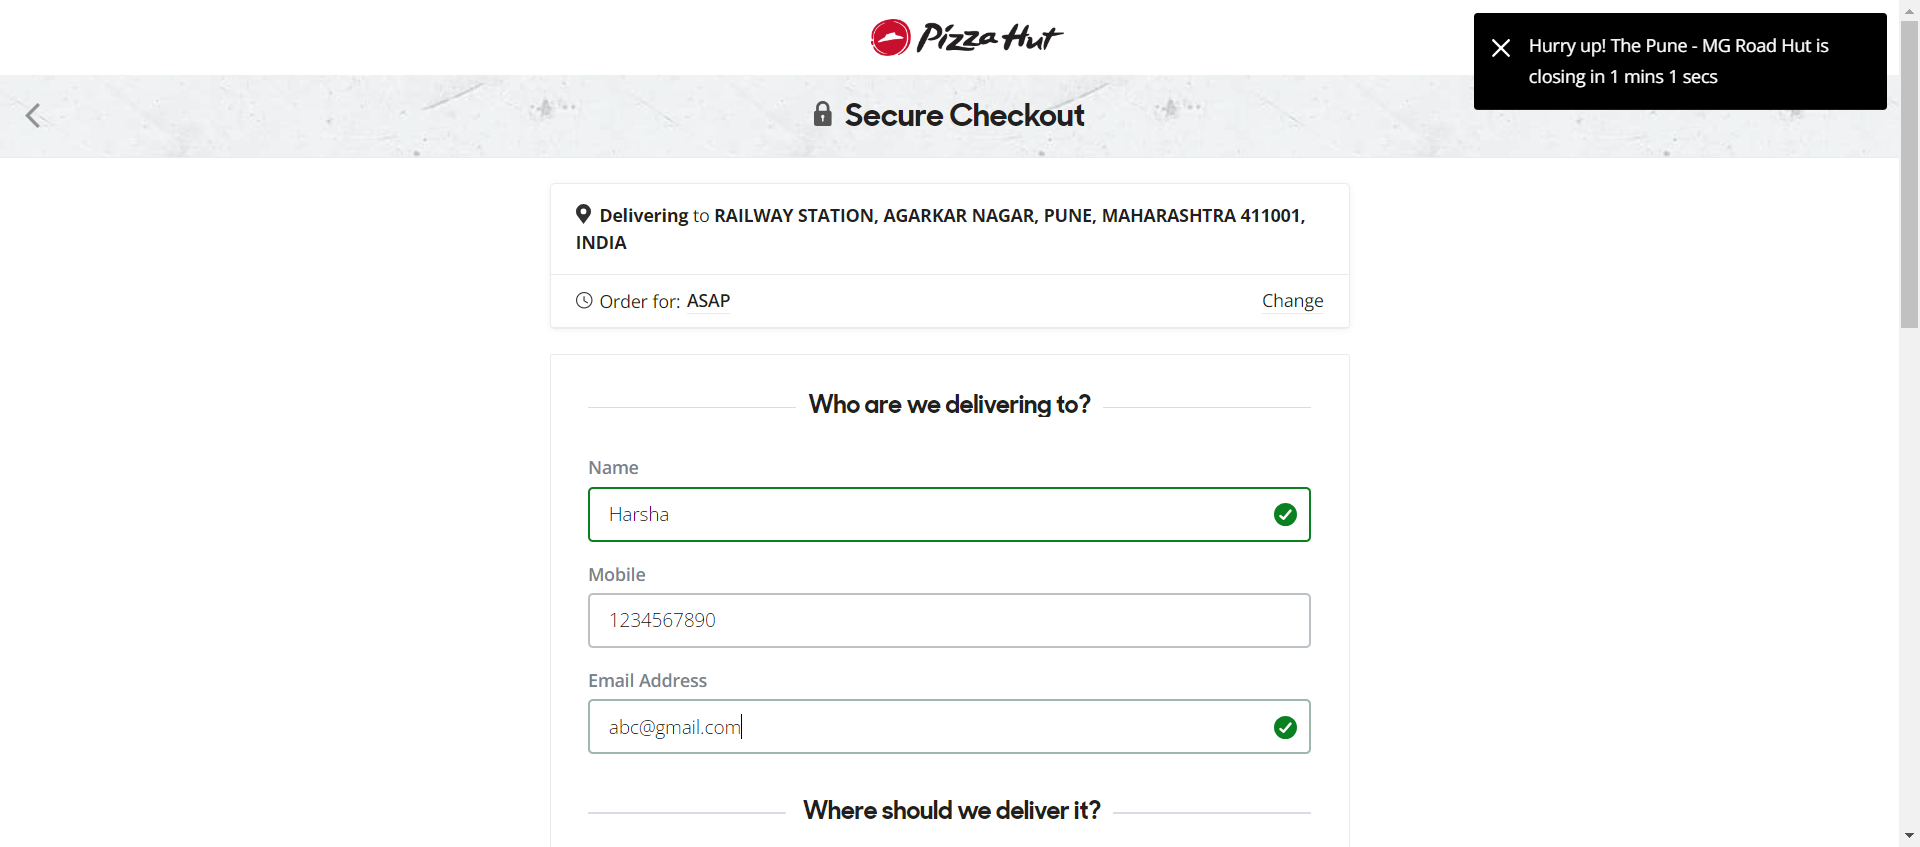 Pizza Hut
Hurry up! The Pune - MG Road Hut is
closing in 1 mins 1 secs
Secure Checkout
Delivering to RAILWAY STATION, AGARKAR NAGAR, PUNE, MAHARASHTRA 411001,
INDIA
Order for: ASAP
Change
Who are we delivering to?
Name
Harsha
Mobile
1234567890
Email Address
abc@gmail.com
Where should we deliver it?